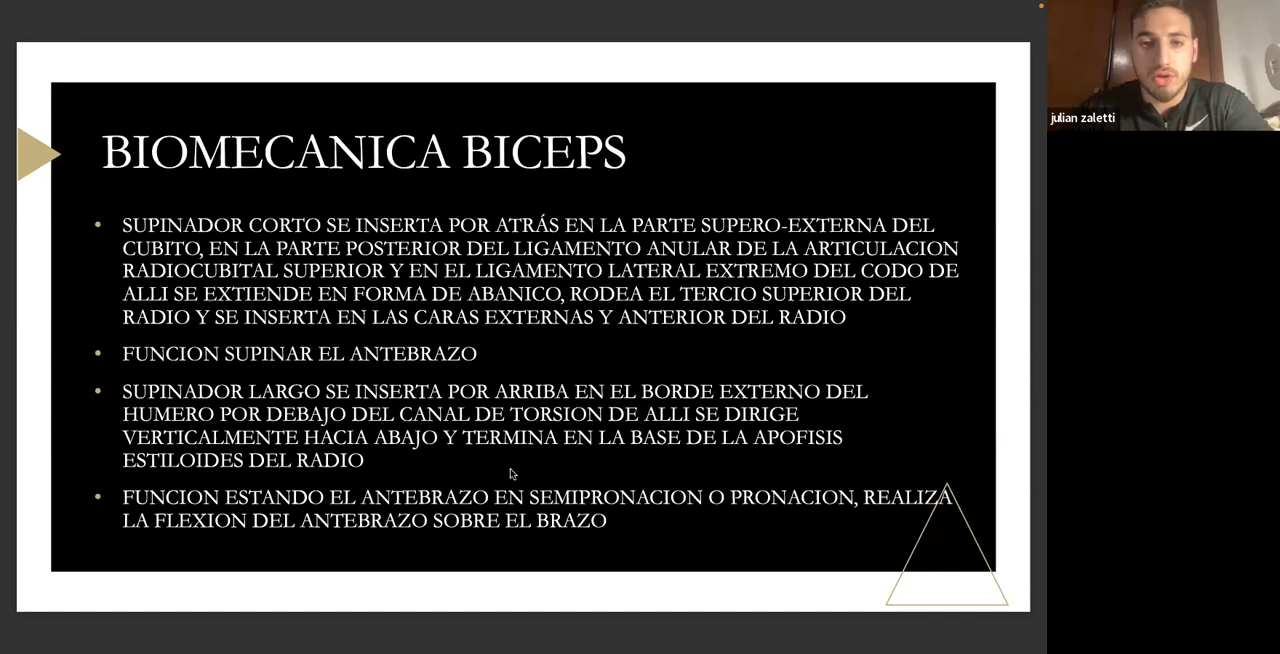 BIOMECANICA BICEPS
• SUPINADOR CORTO SE INSERTA POR ATRÁS EN LA PARTE SUPERO-EXTERNA DEL
CUBITO, EN LA PARTE POSTERIOR DEL LIGAMENTO ANULAR DE LA ARTICULACION
RADIOCUBITAL SUPERIOR Y EN EL LIGAMENTO LATERAL EXTREMO DEL CODO DE
ALLI SE EXTIENDE EN FORMA DE ABANICO, RODEA EL TERCIO SUPERIOR DEL
RADIO Y SE INSERTA EN LAS CARAS EXTERNAS Y ANTERIOR DEL RADIO
• FUNCION SUPINAR EL ANTEBRAZO
• SUPINADOR LARGO SE INSERTA POR ARRIBA EN EL BORDE EXTERNO DEL
HUMERO POR DEBAJO DEL CANAL DE TORSION DE ALLI SE DIRIGE
VERTICALMENTE HACIA ABAJO Y TERMINA EN LA BASE DE LA APOFISIS
ESTILOIDES DEL RADIO
• FUNCION ESTANDO EL ANTEBRAZO EN SEMIPRONACION O PRONACION, REALIZA
LA FLEXION DEL ANTEBRAZO SOBRE EL BRAZO
julian zaletti